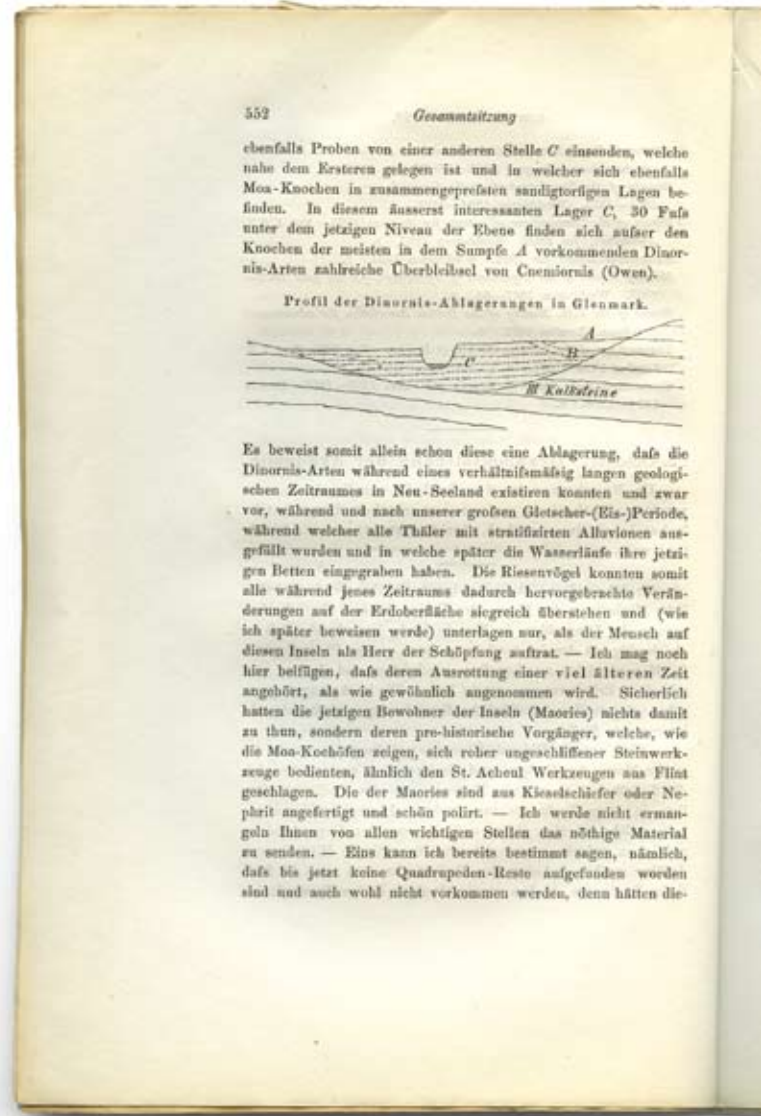 552 Gesammtsitzung
ebenfalls Proben von einer anderen Stelle C einsenden, welche
nahe dem Ersteren gelegen ist und in welcher sich ebenfalls
Moa-Knochen in zusammengepreſsten sandigtorfigen Lagen be-
finden. In diesem äusserst interessanten Lager C, 30 Fuſs
unter dem jetzigen Niveau der Ebene finden sich auſser den
Knochen der meisten in dem Sumpfe A vorkommenden Dinor-
nis-Arten zahlreiche Überbleibsel von Cnemiornis (Owen).
Profil der Dinornis-Ablagerungen in Glenmark.
A
B
C
III Kalksteine
Es beweist somit allein schon diese eine Ablagerung, daſs die
Dinornis-Arten während eines verhältniſsmäſsig langen geologi-
schen Zeitraumes in Neu-Seeland existiren konnten und zwar
vor, während und nach unserer groſsen Gletscher-(Eis-)Periode,
während welcher alle Thäler mit stratifizirten Alluvionen aus-
gefüllt wurden und in welche später die Wasserläufe ihre jetzi-
gen Betten eingegraben haben. Die Riesenvögel konnten somit
alle während jenes Zeitraums dadurch hervorgebrachte Verän-
derungen auf der Erdoberfläche siegreich überstehen und (wie
ich später beweisen werde) unterlagen nur, als der Mensch auf
diesen Inseln als Herr der Schöpfung auftrat. — Ich mag noch
hier beifügen, daſs deren Ausrottung einer viel älteren Zeit
angehört, als wie gewöhnlich angenommen wird. Sicherlich
hatten die jetzigen Bewohner der Inseln (Maories) nichts damit
zu thun, sondern deren pre-historische Vorgänger, welche, wie
die Moa-Kochöfen zeigen, sich roher ungeschliffener Steinwerk-
zeuge bedienten, ähnlich den St. Acheul Werkzeugen aus Flint
geschlagen. Die der Maories sind aus Kieselschiefer oder Ne-
phrit angefertigt und schön polirt. — Ich werde nicht erman-
geln Ihnen von allen wichtigen Stellen das nöthige Material
zu senden. — Eins kann ich bereits bestimmt sagen, nämlich,
daſs bis jetzt keine Quadrupeden-Reste aufgefunden worden
sind und auch wohl nicht vorkommen werden, denn hätten die-